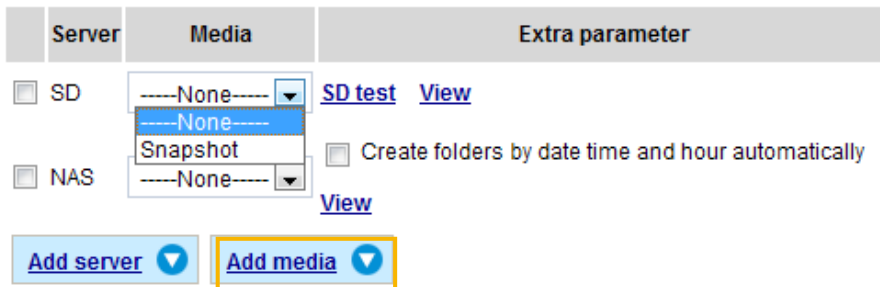 Server Media Extra parameter
SD -----None----- SD test View
-----None-----
Snapshot
Create folders by date time and hour automatically
NAS -----None-----
View
Add server Add media